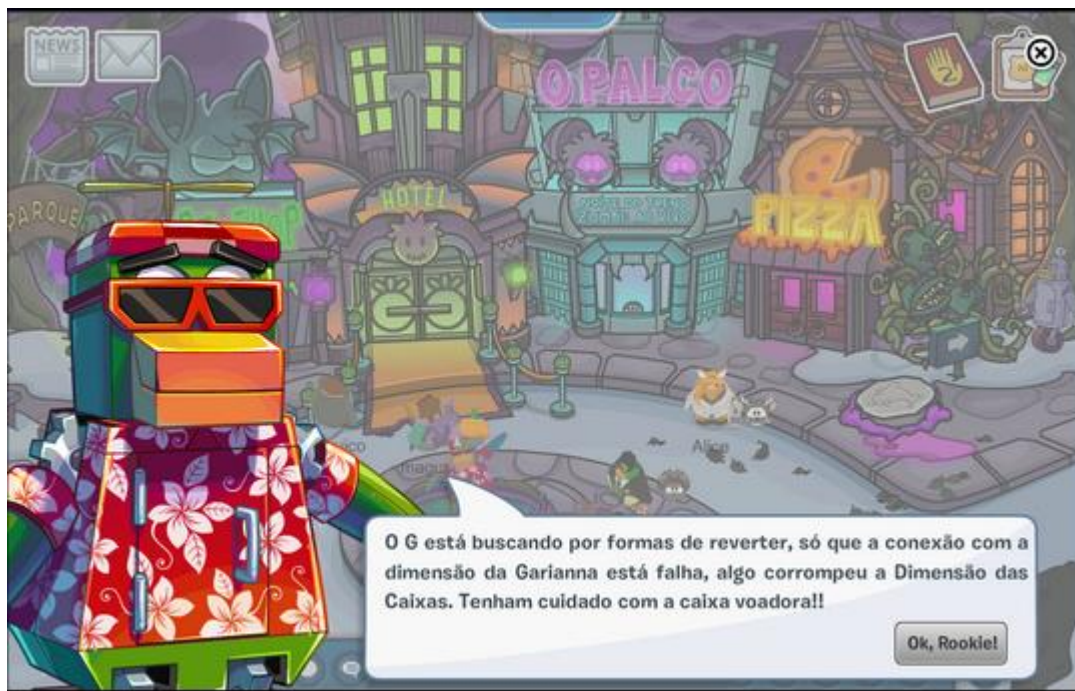 NEWS
O PALCO
PARQUE
HOTEL
PIZZA
Alice
O G está buscando por formas de reverter, só que a conexão com a
dimensão da Garianna está falha, algo corrompeu a Dimensão das
Caixas. Tenham cuidado com a caixa voadora!!
Ok, Rookie!